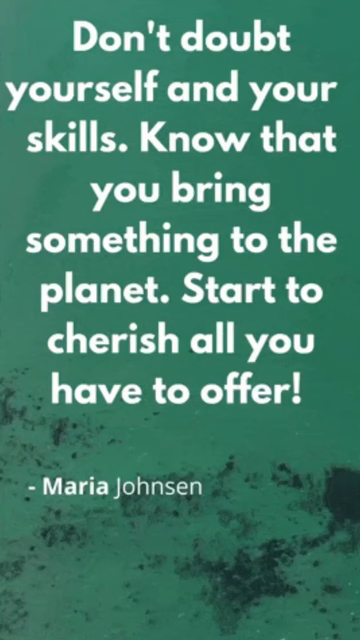 Don't doubt
yourself and your
skills. Know that
you bring
something to the
planet. Start to
cherish all you
have to offer!
- Maria Johnsen